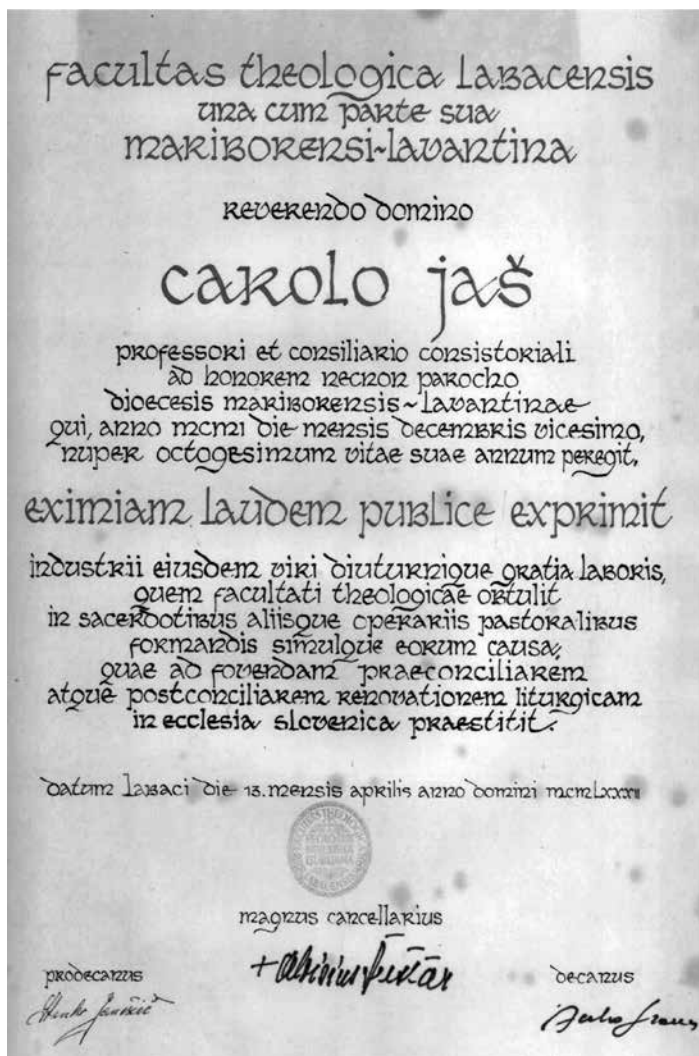 facultas theologica Labacensis
una cum parte sua
mariborensi-lavantina
reverendo domino
carolo jaš
professori et consiliario consistoriali
ad honorem necnon parocho
dioecesis mariborensis-lavantinae
qui, anno mcmi die mensis decembris vicesimo,
nuper octogesimum vitae suae annum peregit,
eximiam laudem publice exprimit
industrii eiusdem viri diuturnique gratia laboris,
quem facultati theologicae obtulit
in sacerdotibus aliisque operariis pastoralibus
formandis simulque eorum causa,
quae ad fovendam praeconciliarem
atque postconciliarem renovationem liturgicam
in ecclesia slovenica praestitit.
datum Labaci die 13. mensis aprilis anno domini
magnus cancellarius
prodecanus
decanus